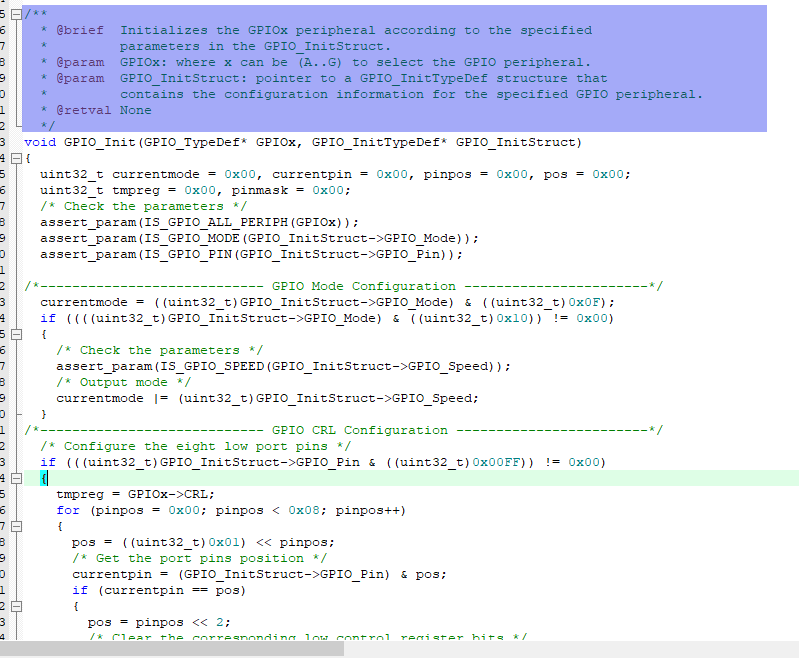 5 /**
6 * @brief  Initializes the GPIOx peripheral according to the specified
7 *         parameters in the GPIO_InitStruct.
8 * @param  GPIOx: where x can be (A..G) to select the GPIO peripheral.
9 * @param  GPIO_InitStruct: pointer to a GPIO_InitTypeDef structure that
0 *         contains the configuration information for the specified GPIO peripheral.
1 * @retval None
2 */
3 void GPIO_Init(GPIO_TypeDef* GPIOx, GPIO_InitTypeDef* GPIO_InitStruct)
4 {
5   uint32_t currentmode = 0x00, currentpin = 0x00, pinpos = 0x00, pos = 0x00;
6   uint32_t tmpreg = 0x00, pinmask = 0x00;
7   /* Check the parameters */
8   assert_param(IS_GPIO_ALL_PERIPH(GPIOx));
9   assert_param(IS_GPIO_MODE(GPIO_InitStruct->GPIO_Mode));
0   assert_param(IS_GPIO_PIN(GPIO_InitStruct->GPIO_Pin));
1
2 /*---------------------------- GPIO Mode Configuration -----------------------*/
3   currentmode = ((uint32_t)GPIO_InitStruct->GPIO_Mode) & ((uint32_t)0x0F);
4   if ((((uint32_t)GPIO_InitStruct->GPIO_Mode) & ((uint32_t)0x10)) != 0x00)
5   {
6     /* Check the parameters */
7     assert_param(IS_GPIO_SPEED(GPIO_InitStruct->GPIO_Speed));
8     /* Output mode */
9     currentmode |= (uint32_t)GPIO_InitStruct->GPIO_Speed;
0   }
1 /*---------------------------- GPIO CRL Configuration ------------------------*/
2   /* Configure the eight low port pins */
3   if (((uint32_t)GPIO_InitStruct->GPIO_Pin & ((uint32_t)0x00FF)) != 0x00)
4   {
5     tmpreg = GPIOx->CRL;
6     for (pinpos = 0x00; pinpos < 0x08; pinpos++)
7     {
8       pos = ((uint32_t)0x01) << pinpos;
9       /* Get the port pins position */
0       currentpin = (GPIO_InitStruct->GPIO_Pin) & pos;
1       if (currentpin == pos)
2       {
3         pos = pinpos << 2;
4         /* Clear the corresponding low control register bits */